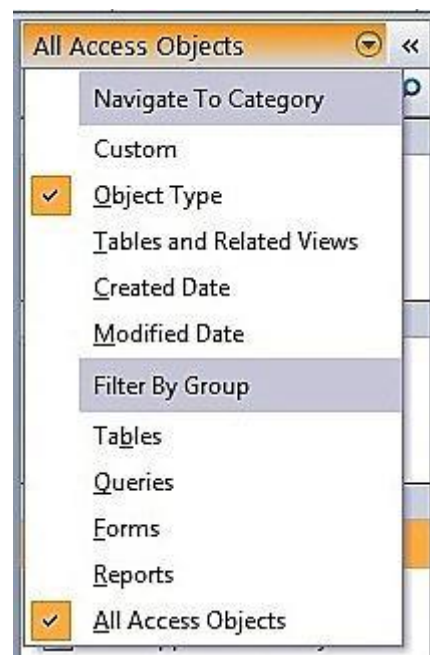 All Access Objects «
Navigate To Category
Custom
Object Type
Tables and Related Views
Created Date
Modified Date
Filter By Group
Tables
Queries
Forms
Reports
All Access Objects